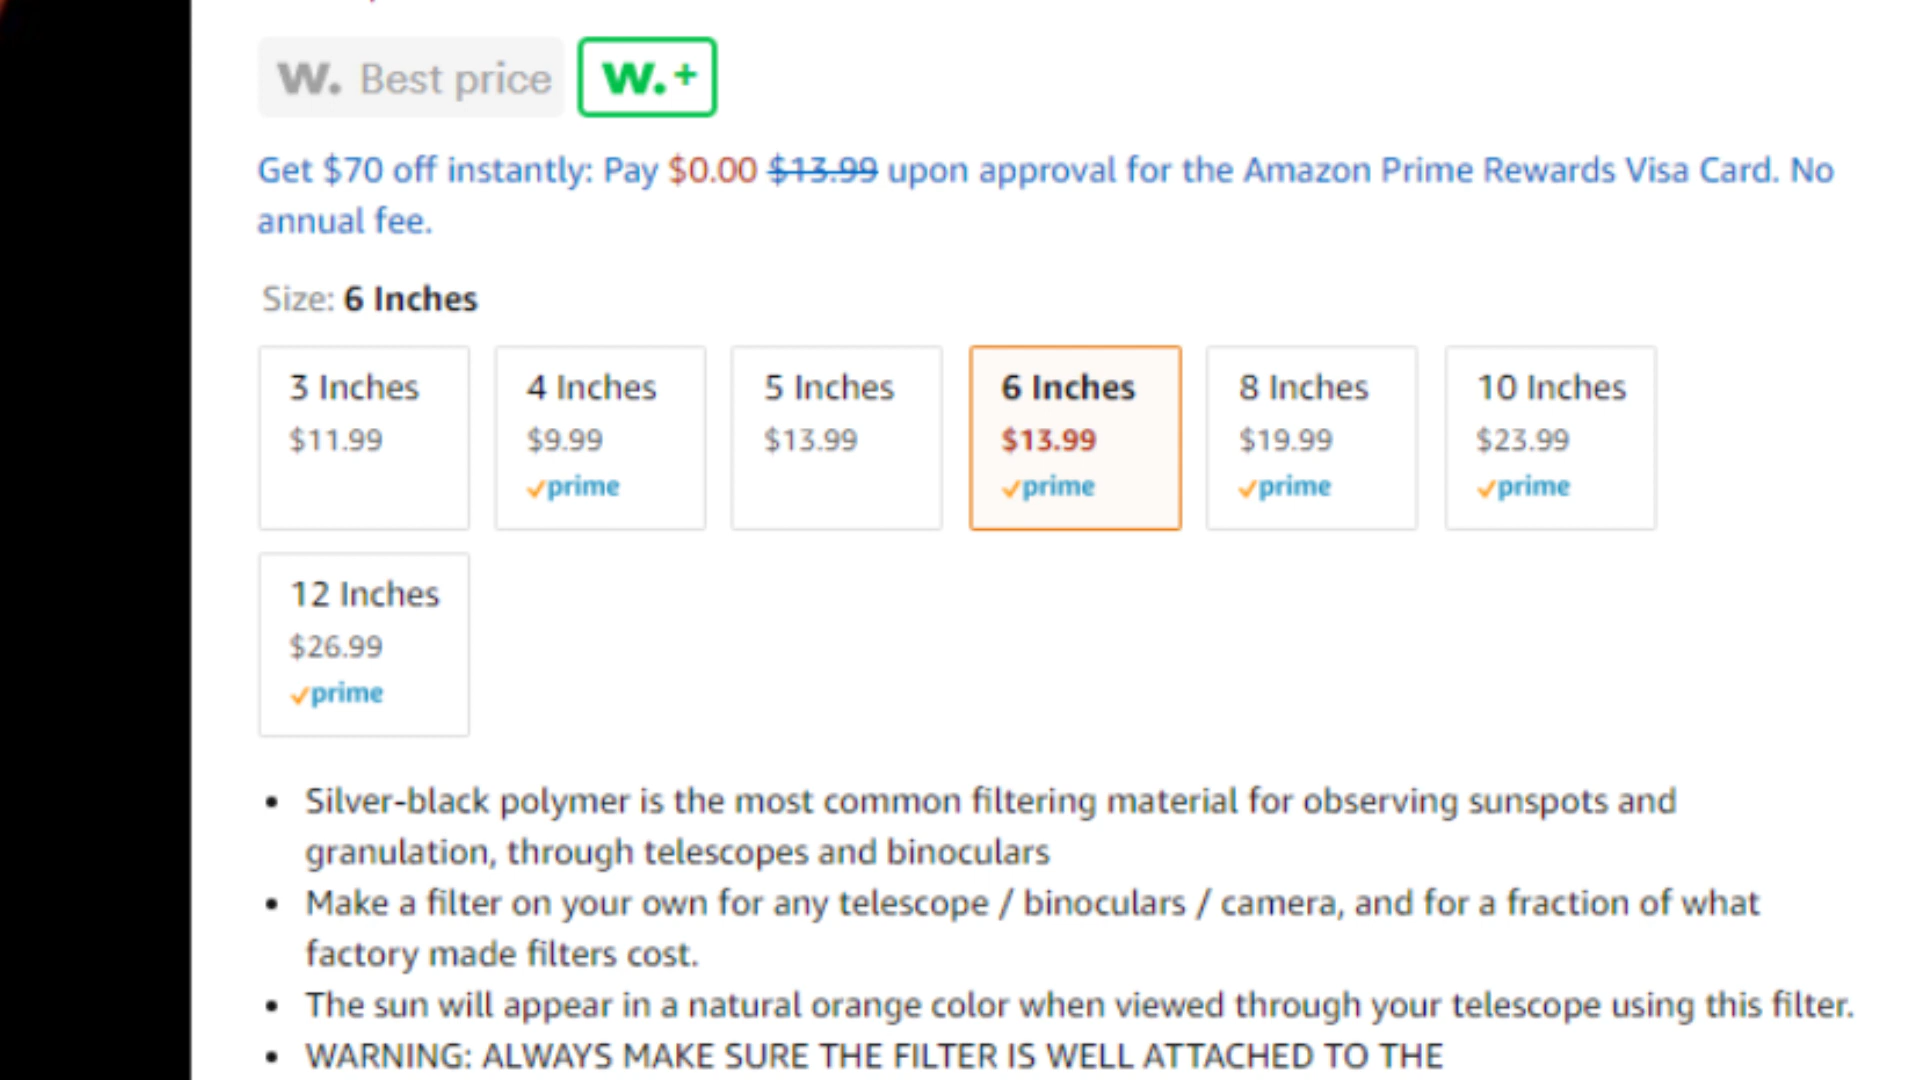 W. Best price W.+
Get $70 off instantly: Pay $0.00 $13.99 upon approval for the Amazon Prime Rewards Visa Card. No
annual fee.
Size: 6 Inches
3 Inches 4 Inches 5 Inches 6 Inches 8 Inches 10 Inches
$11.99 $9.99 $13.99 $13.99 $19.99 $23.99
prime prime prime prime
12 Inches
$26.99
prime
• Silver-black polymer is the most common filtering material for observing sunspots and
granulation, through telescopes and binoculars
• Make a filter on your own for any telescope / binoculars / camera, and for a fraction of what
factory made filters cost.
• The sun will appear in a natural orange color when viewed through your telescope using this filter.
• WARNING: ALWAYS MAKE SURE THE FILTER IS WELL ATTACHED TO THE